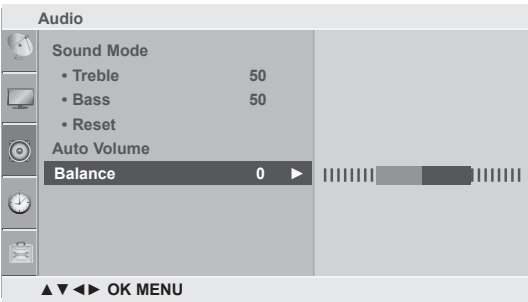 Audio
Sound Mode
• Treble 50
• Bass 50
• Reset
Auto Volume
Balance 0 ►
▲▼◄► OK MENU